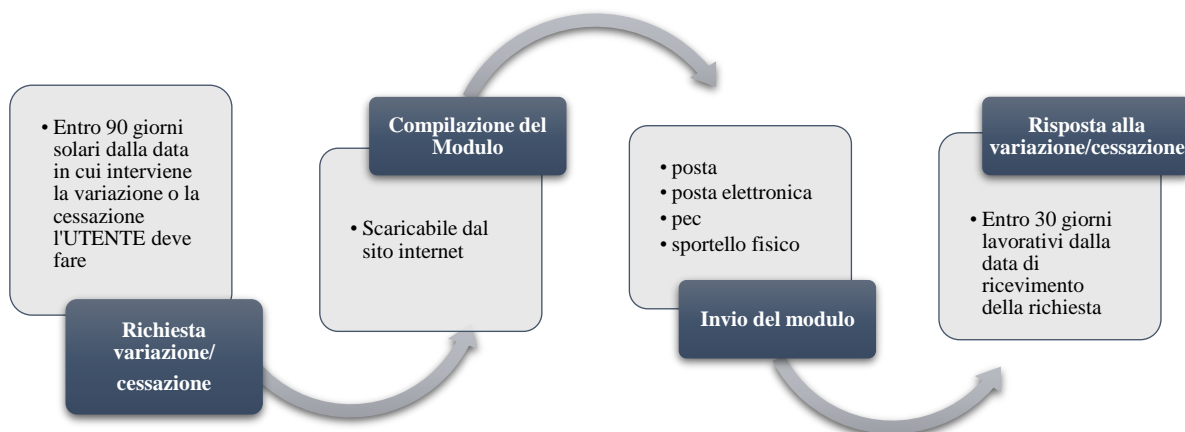 • Entro 90 giorni
solari dalla data
in cui interviene
la variazione o la
cessazione
l'UTENTE deve
fare
Richiesta
variazione/
cessazione
Compilazione del
Modulo
• Scaricabile dal
sito internet
• posta
• posta elettronica
• pec
• sportello fisico
Invio del modulo
Risposta alla
variazione/cessazione
• Entro 30 giorni
lavorativi dalla
data di
ricevimento
della richiesta